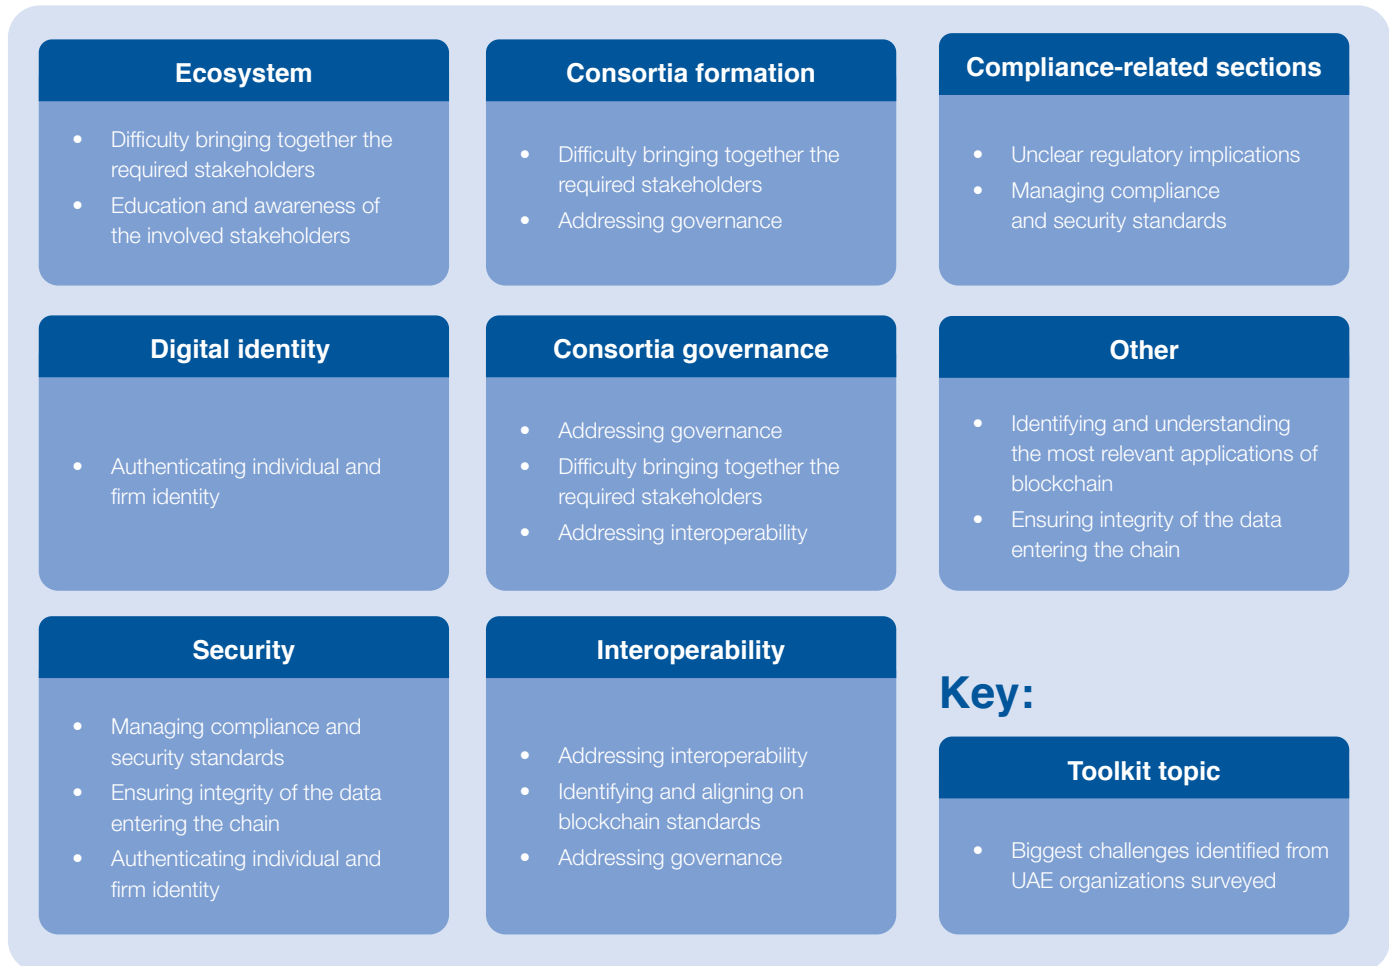 Ecosystem
• Difficulty bringing together the
required stakeholders
• Education and awareness of
the involved stakeholders
Consortia formation
• Difficulty bringing together the
required stakeholders
• Addressing governance
Compliance-related sections
• Unclear regulatory implications
• Managing compliance
and security standards
Digital identity
• Authenticating individual and
firm identity
Consortia governance
• Addressing governance
• Difficulty bringing together the
required stakeholders
• Addressing interoperability
Other
• Identifying and understanding
the most relevant applications of
blockchain
• Ensuring integrity of the data
entering the chain
Security
• Managing compliance and
security standards
• Ensuring integrity of the data
entering the chain
• Authenticating individual and
firm identity
Interoperability
• Addressing interoperability
• Identifying and aligning on
blockchain standards
• Addressing governance
Key:
Toolkit topic
• Biggest challenges identified from
UAE organizations surveyed